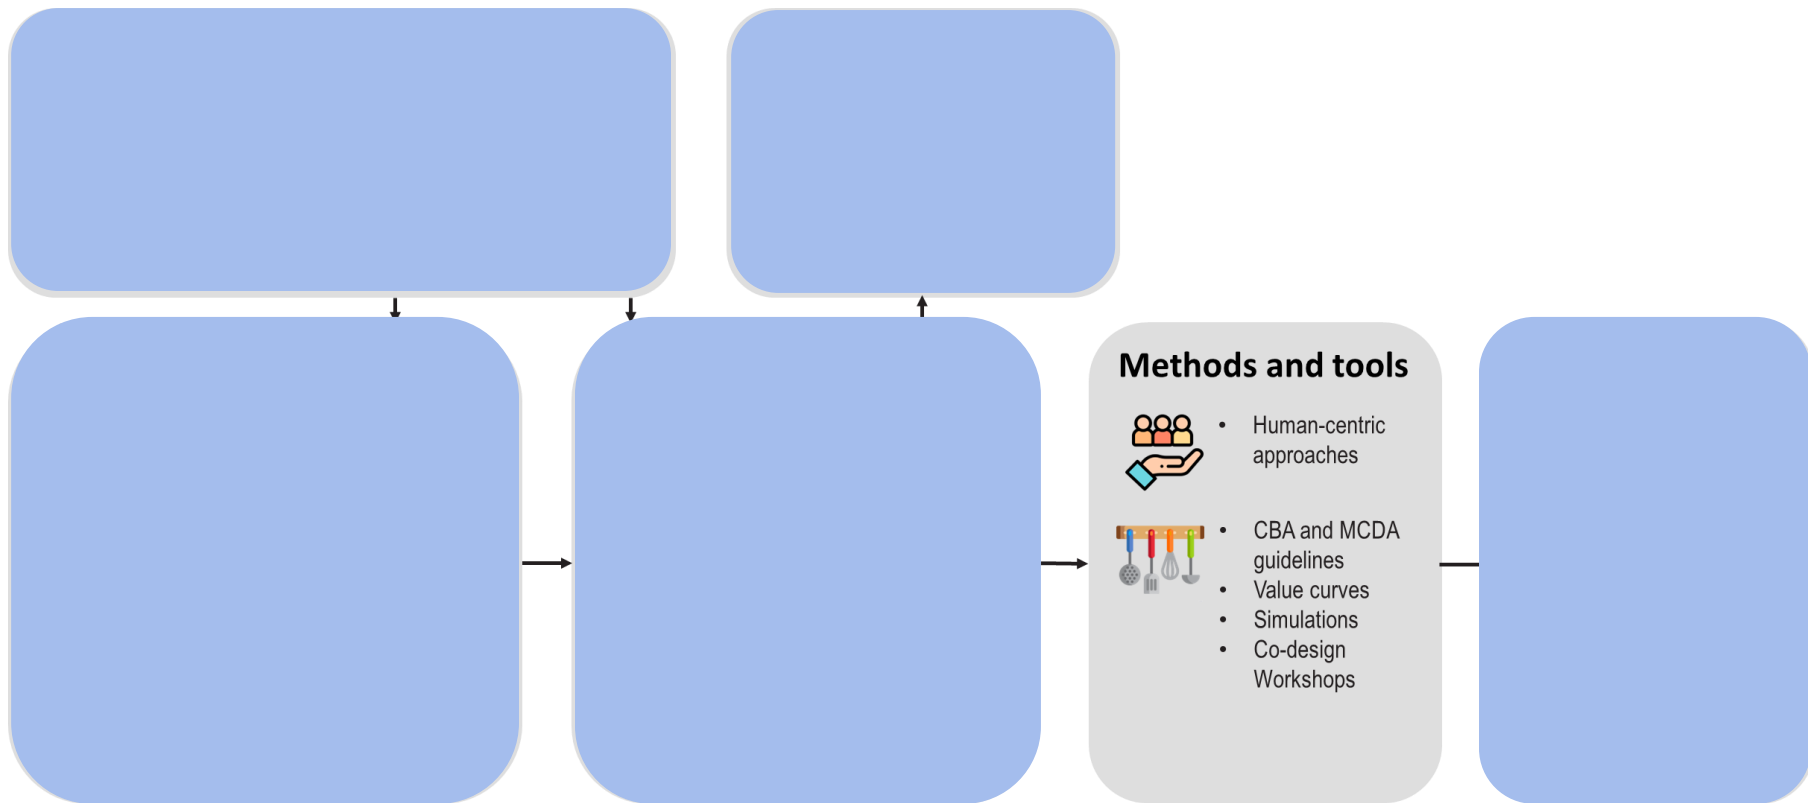 Methods and tools
• Human-centric
approaches
• CBA and MCDA
guidelines
• Value curves
• Simulations
• Co-design
Workshops